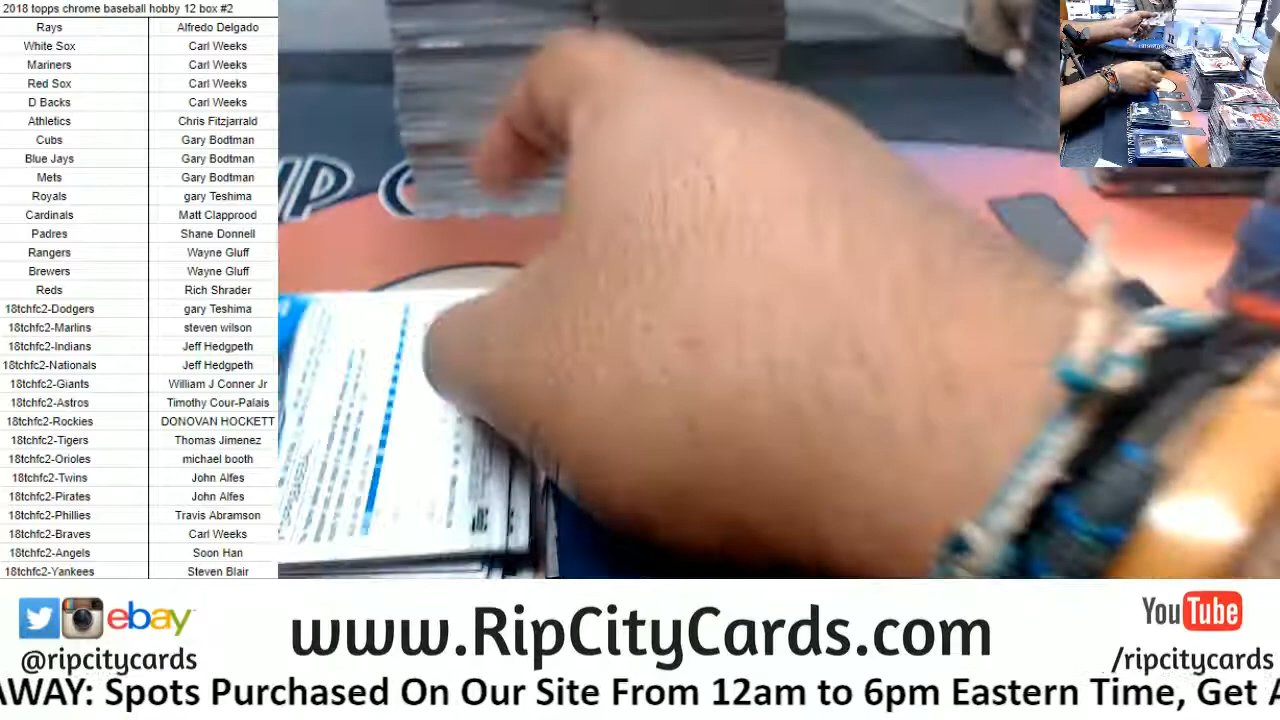 2018 topps chrome baseball hobby 12 box #2
Rays Alfredo Delgado
White Sox Carl Weeks
Mariners Carl Weeks
Red Sox Carl Weeks
D Backs Carl Weeks
Athletics Chris Fitzjarrald
Cubs Gary Bodtman
Blue Jays Gary Bodtman
Mets Gary Bodtman
Royals gary Teshima
Cardinals Matt Clapprood
Padres Shane Donnell
Rangers Wayne Gluff
Brewers Wayne Gluff
Reds Rich Shrader
18tchfc2-Dodgers gary Teshima
18tchfc2-Marlins steven wilson
18tchfc2-Indians Jeff Hedgpeth
18tchfc2-Nationals Jeff Hedgpeth
18tchfc2-Giants William J Conner Jr
18tchfc2-Astros Timothy Cour-Palais
18tchfc2-Rockies DONOVAN HOCKETT
18tchfc2-Tigers Thomas Jimenez
18tchfc2-Orioles michael booth
18tchfc2-Twins John Alfes
18tchfc2-Pirates John Alfes
18tchfc2-Phillies Travis Abramson
18tchfc2-Braves Carl Weeks
18tchfc2-Angels Soon Han
18tchfc2-Yankees Steven Blair
ebay
@ripcitycards
www.RipCityCards.com
YouTube
/ripcitycards
AWAY: Spots Purchased On Our Site From 12am to 6pm Eastern Time, Get A